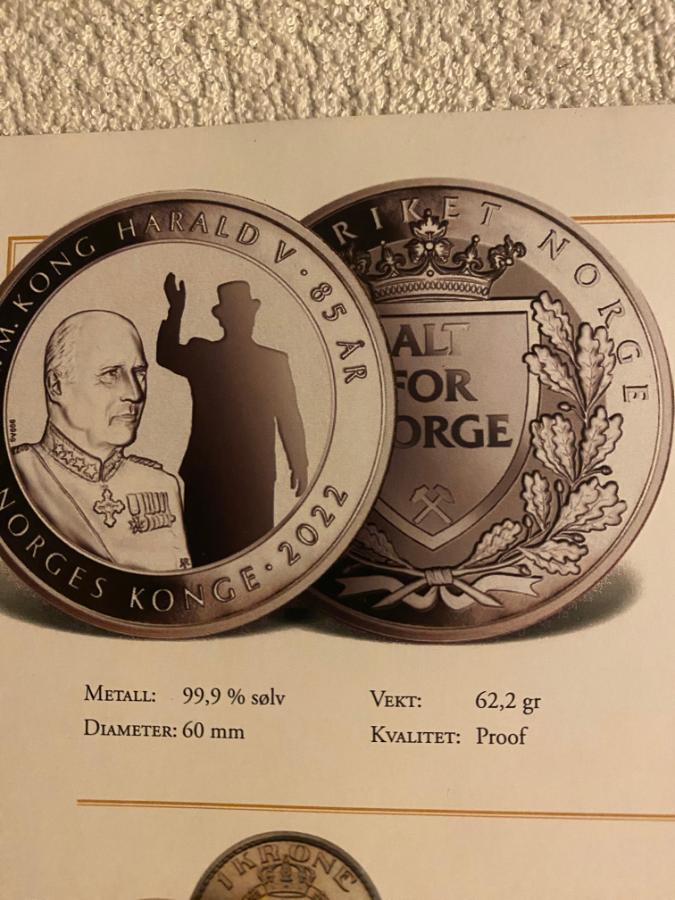 M. KONG HARALD V · 85 ÅR
NORGES KONGE · 2022
RIKET NORGE
ALT
FOR
ORGE
METALL: 99,9 % sølv
DIAMETER: 60 mm
VEKT: 62,2 gr
KVALITET: Proof
1 KRONE